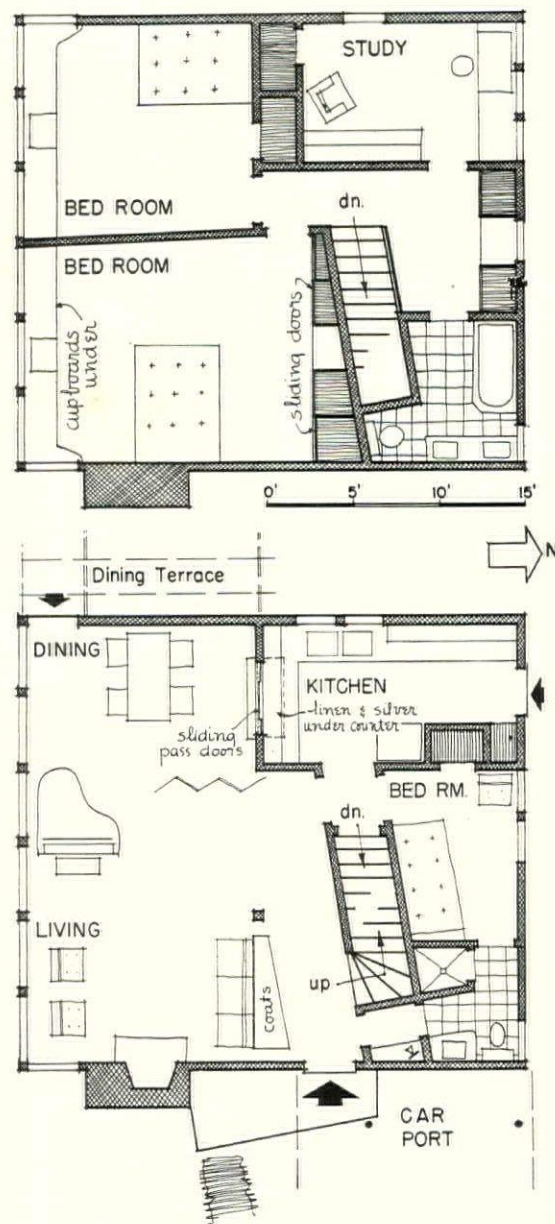 STUDY
BED ROOM
dn.
BED ROOM
cupboards
under
sliding doors
0' 5' 10' 15'
N
Dining Terrace
DINING
KITCHEN
linen & silver
under counter
sliding
pass doors
BED RM.
dn.
LIVING
up
coats
CAR
PORT